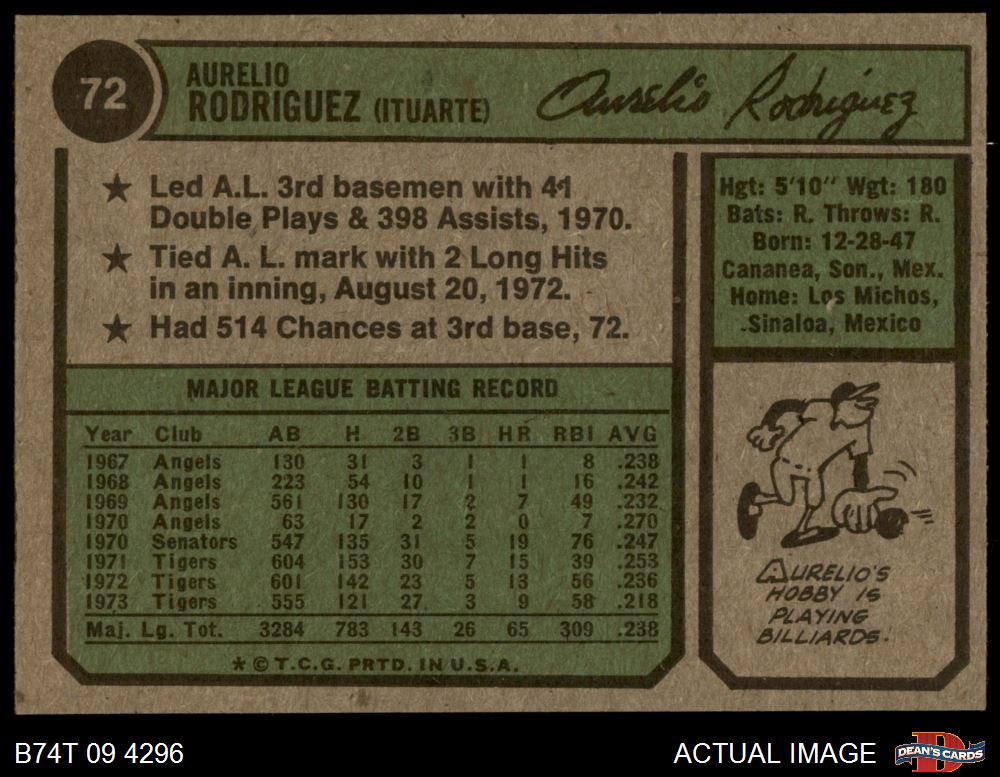 72
AURELIO
RODRIGUEZ (ITUARTE)
Aurelio Rodriguez
★ Led A.L. 3rd basemen with 41
Double Plays & 398 Assists, 1970.
★ Tied A. L. mark with 2 Long Hits
in an inning, August 20, 1972.
★ Had 514 Chances at 3rd base, 72.
Hgt: 5'10" Wgt: 180
Bats: R. Throws: R.
Born: 12-28-47
Cananea, Son., Mex.
Home: Los Michos,
Sinaloa, Mexico
MAJOR LEAGUE BATTING RECORD
Year Club AB H 2B 3B HR RBI AVG
1967 Angels 130 31 3 1 1 8 .238
1968 Angels 223 54 10 1 1 16 .242
1969 Angels 561 130 17 2 7 49 .232
1970 Angels 63 17 2 2 0 7 .270
1970 Senators 547 135 31 5 19 76 .247
1971 Tigers 604 153 30 7 15 39 .253
1972 Tigers 601 142 23 5 13 56 .236
1973 Tigers 555 121 27 3 9 58 .218
Maj. Lg. Tot. 3284 783 143 26 65 309 .238
* © T.C.G. PRTD. IN U.S.A.
AURELIO'S
HOBBY IS
PLAYING
BILLIARDS.
B74T 09 4296
ACTUAL IMAGE
DEAN'S CARDS